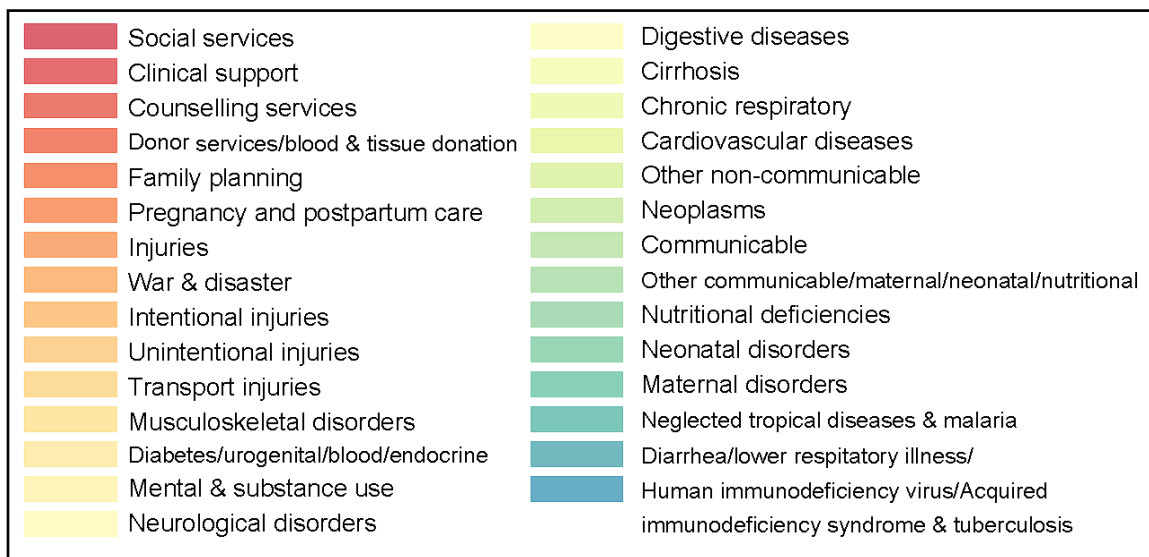 Social services
Clinical support
Counselling services
Donor services/blood & tissue donation
Family planning
Pregnancy and postpartum care
Injuries
War & disaster
Intentional injuries
Unintentional injuries
Transport injuries
Musculoskeletal disorders
Diabetes/urogenital/blood/endocrine
Mental & substance use
Neurological disorders
Digestive diseases
Cirrhosis
Chronic respiratory
Cardiovascular diseases
Other non-communicable
Neoplasms
Communicable
Other communicable/maternal/neonatal/nutritional
Nutritional deficiencies
Neonatal disorders
Maternal disorders
Neglected tropical diseases & malaria
Diarrhea/lower respitatory illness/
Human immunodeficiency virus/Acquired
immunodeficiency syndrome & tuberculosis